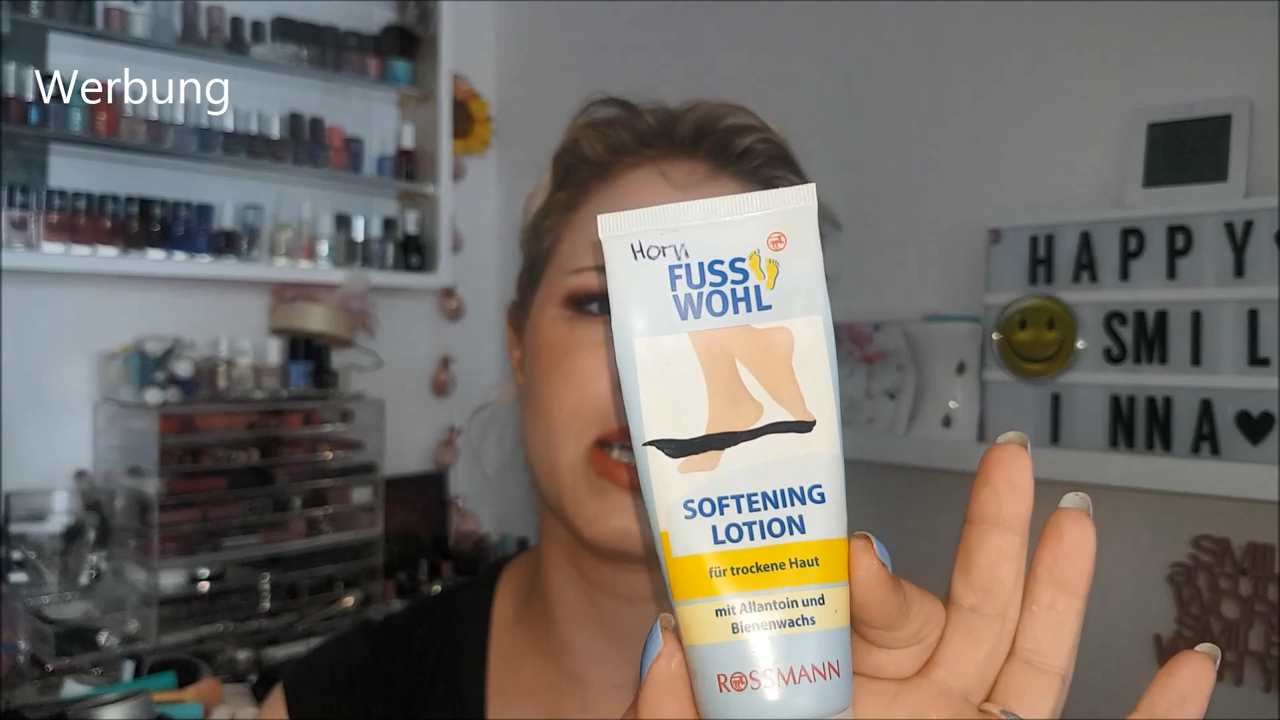 Werbung
Horn
FUSS
WOHL
SOFTENING
LOTION
für trockene Haut
mit Allantoin und
Bienenwachs
ROSSMANN
HAPPY
SMIL
INNA